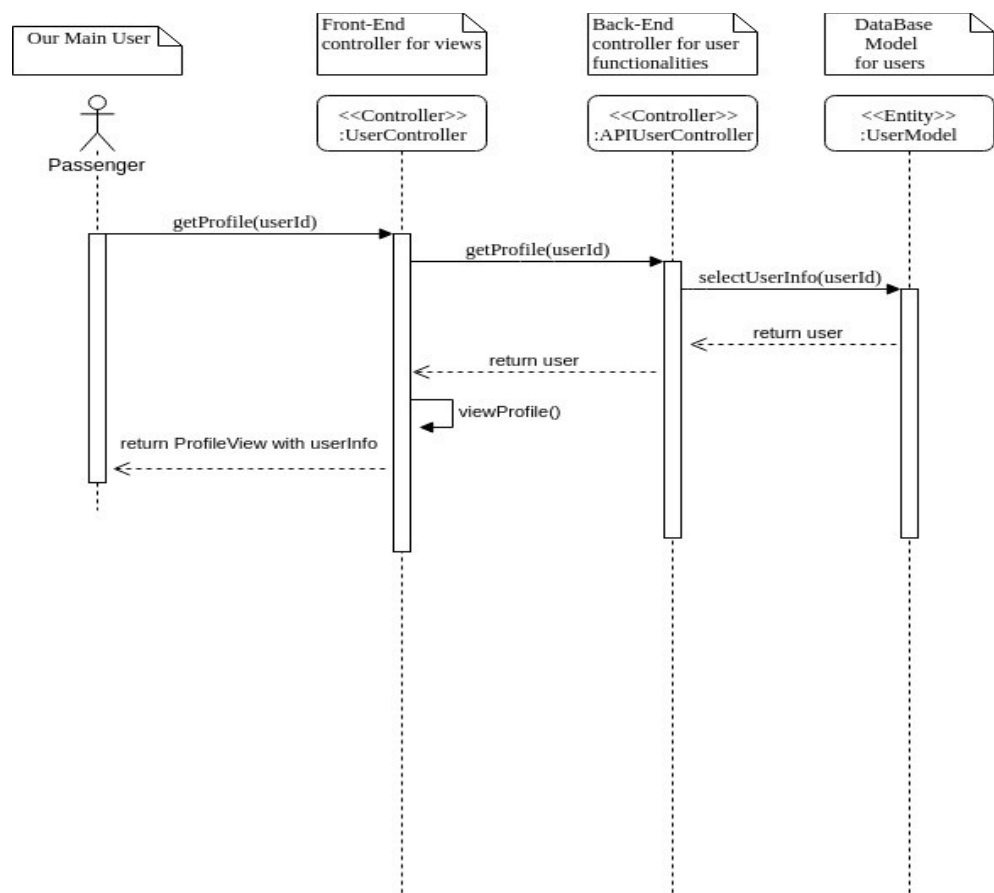 Our Main User
Front-End
controller for views
Back-End
controller for user
functionalities
DataBase
Model
for users
Passenger
<<Controller>>
:UserController
<<Controller>>
:APIUserController
<<Entity>>
:UserModel
getProfile(userId)
getProfile(userId)
selectUserInfo(userId)
return user
return user
viewProfile()
return ProfileView with userInfo